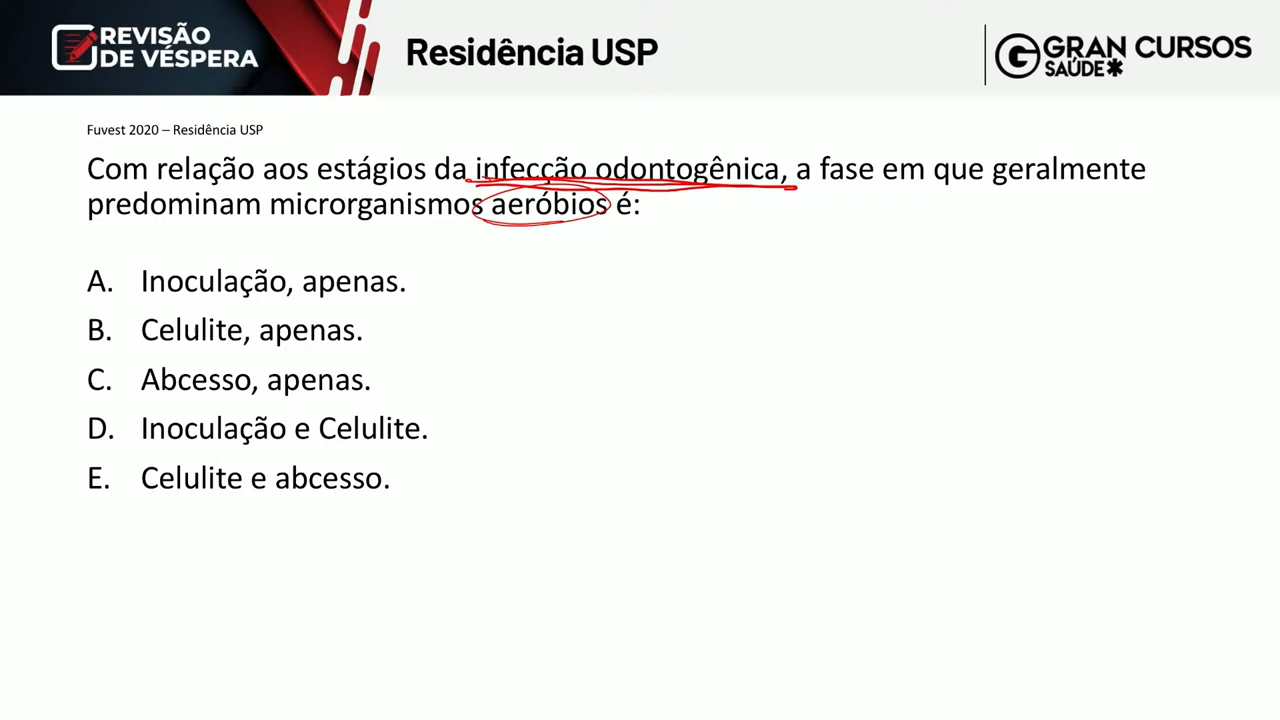 REVISÃO
DE VÉSPERA
Residência USP
GRAN CURSOS
SAÚDE
Fuvest 2020 – Residência USP
Com relação aos estágios da infecção odontogênica, a fase em que geralmente
predominam microrganismos aeróbios é:
A. Inoculação, apenas.
B. Celulite, apenas.
C. Abcesso, apenas.
D. Inoculação e Celulite.
E. Celulite e abcesso.